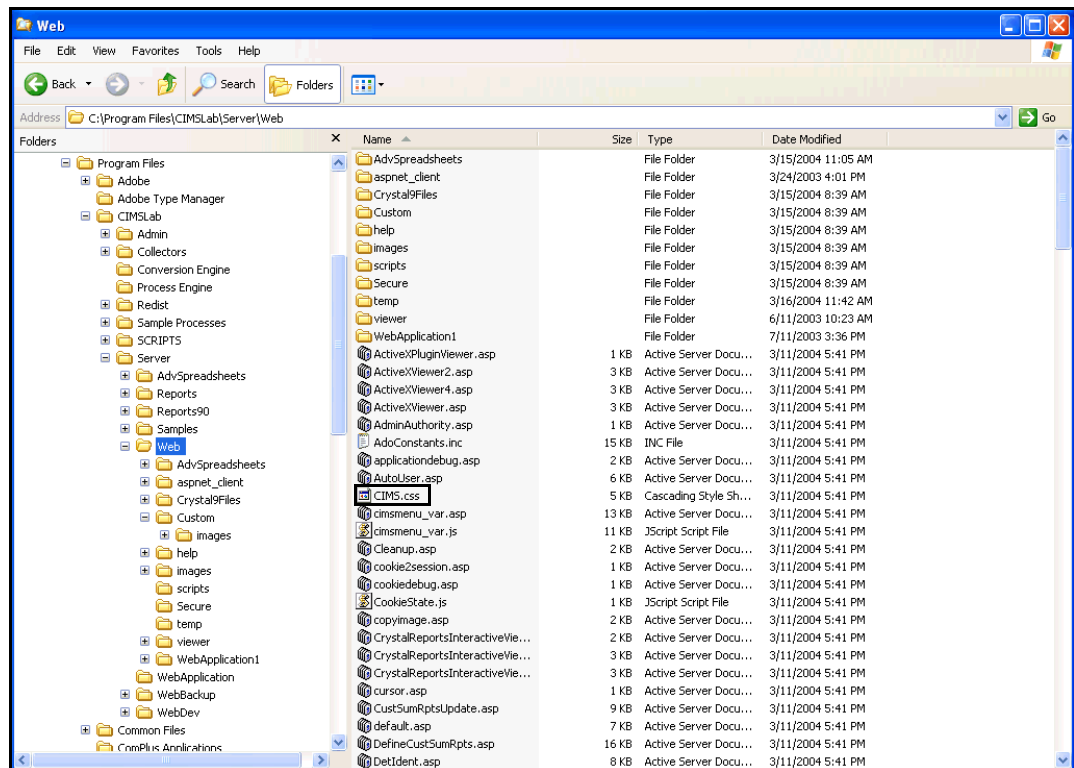 Web
File Edit View Favorites Tools Help
Back Search Folders
Address C:\Program Files\CIMSLab\Server\Web Go
Folders
Program Files
Adobe
Adobe Type Manager
CIMSLab
Admin
Collectors
Conversion Engine
Process Engine
Redist
Sample Processes
SCRIPTS
Server
AdvSpreadsheets
Reports
Reports90
Samples
Web
AdvSpreadsheets
aspnet_client
Crystal9Files
Custom
images
help
images
scripts
Secure
temp
viewer
WebApplication1
WebApplication
WebBackup
WebDev
Common Files
ComPlus Applications
Name Size Type Date Modified
AdvSpreadsheets File Folder 3/15/2004 11:05 AM
aspnet_client File Folder 3/24/2003 4:01 PM
Crystal9Files File Folder 3/15/2004 8:39 AM
Custom File Folder 3/15/2004 8:39 AM
help File Folder 3/15/2004 8:39 AM
images File Folder 3/15/2004 8:39 AM
scripts File Folder 3/15/2004 8:39 AM
Secure File Folder 3/15/2004 8:39 AM
temp File Folder 3/16/2004 11:42 AM
viewer File Folder 6/11/2003 10:23 AM
WebApplication1 File Folder 7/11/2003 3:36 PM
ActiveXPluginViewer.asp 1 KB Active Server Docu... 3/11/2004 5:41 PM
ActiveXViewer2.asp 3 KB Active Server Docu... 3/11/2004 5:41 PM
ActiveXViewer4.asp 3 KB Active Server Docu... 3/11/2004 5:41 PM
ActiveXViewer.asp 3 KB Active Server Docu... 3/11/2004 5:41 PM
AdminAuthority.asp 1 KB Active Server Docu... 3/11/2004 5:41 PM
AdoConstants.inc 15 KB INC File 3/11/2004 5:41 PM
applicationdebug.asp 2 KB Active Server Docu... 3/11/2004 5:41 PM
AutoUser.asp 6 KB Active Server Docu... 3/11/2004 5:41 PM
CIMS.css 5 KB Cascading Style Sh... 3/11/2004 5:41 PM
cimsmenu_var.asp 13 KB Active Server Docu... 3/11/2004 5:41 PM
cimsmenu_var.js 11 KB JScript Script File 3/11/2004 5:41 PM
Cleanup.asp 2 KB Active Server Docu... 3/11/2004 5:41 PM
cookie2session.asp 1 KB Active Server Docu... 3/11/2004 5:41 PM
cookiedebug.asp 1 KB Active Server Docu... 3/11/2004 5:41 PM
CookieState.js 1 KB JScript Script File 3/11/2004 5:41 PM
copyimage.asp 2 KB Active Server Docu... 3/11/2004 5:41 PM
CrystalReportsInteractiveVie... 2 KB Active Server Docu... 3/11/2004 5:41 PM
CrystalReportsInteractiveVie... 3 KB Active Server Docu... 3/11/2004 5:41 PM
CrystalReportsInteractiveVie... 3 KB Active Server Docu... 3/11/2004 5:41 PM
cursor.asp 1 KB Active Server Docu... 3/11/2004 5:41 PM
CustSumRptsUpdate.asp 9 KB Active Server Docu... 3/11/2004 5:41 PM
default.asp 7 KB Active Server Docu... 3/11/2004 5:41 PM
DefineCustSumRpts.asp 16 KB Active Server Docu... 3/11/2004 5:41 PM
DetIdent.asp 8 KB Active Server Docu... 3/11/2004 5:41 PM